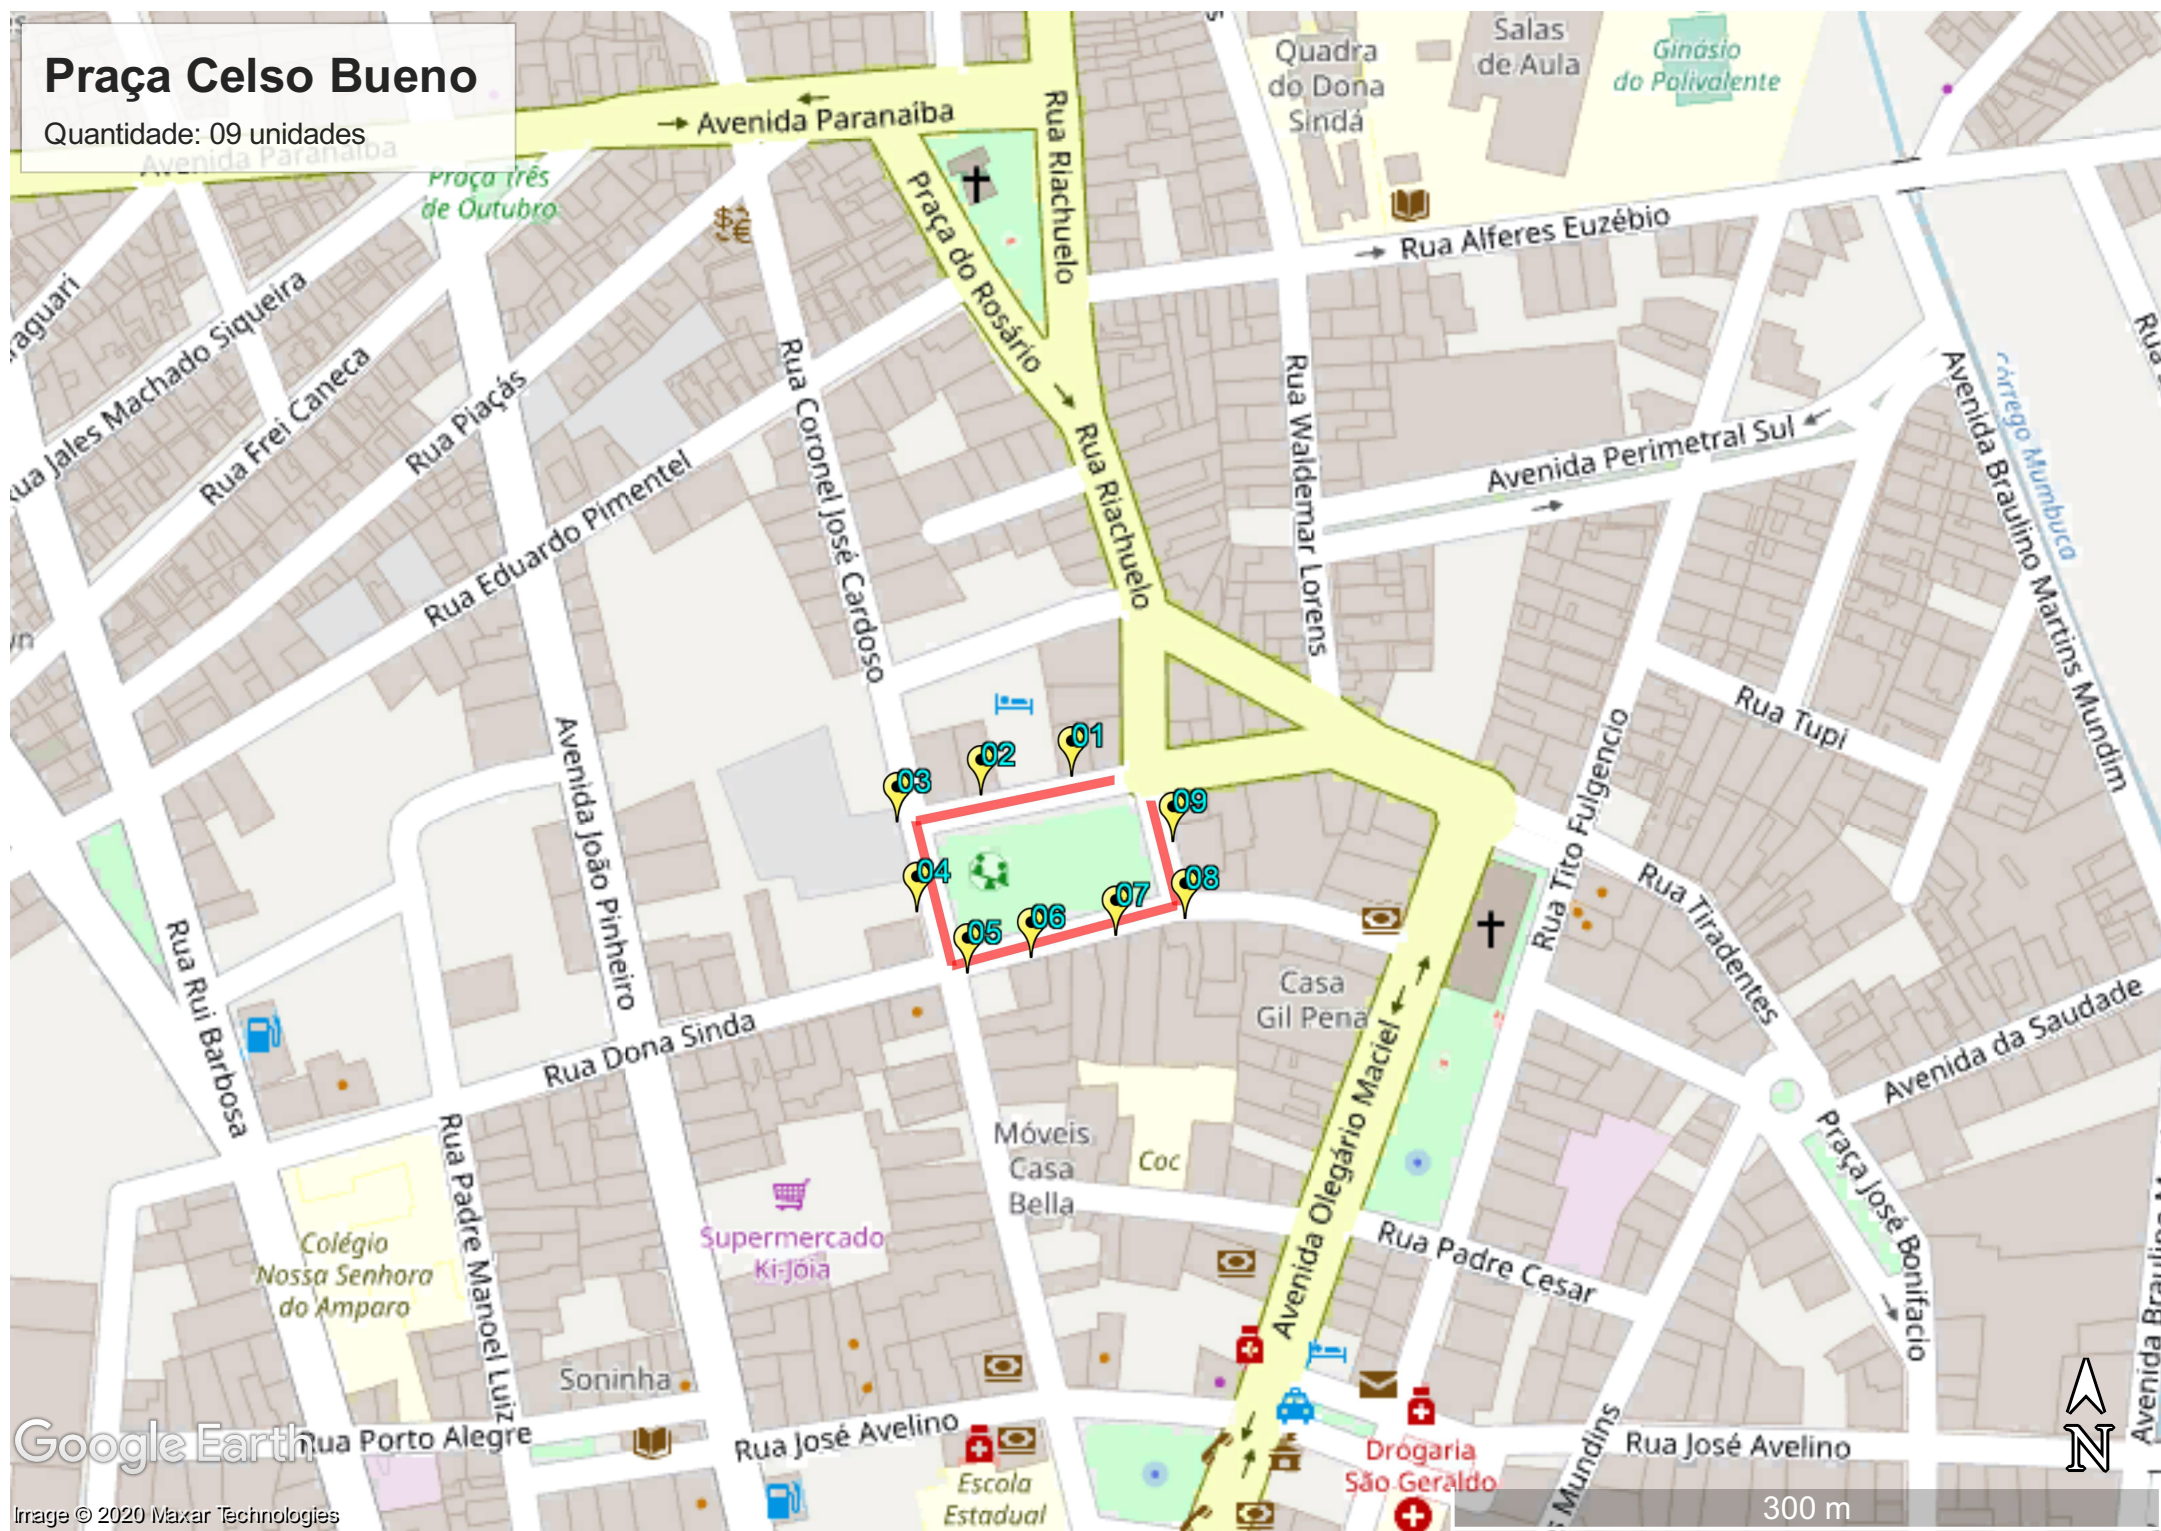 Praça Celso Bueno
Quantidade: 09 unidades
Avenida Paranaíba
Avenida Paranaíba
Praça Três
de Outubro
Rua Riachuelo
Praça do Rosário
Quadra
do Dona
Sindá
Salas
de Aula
Ginásio
do Polivalente
Rua Alferes Euzébio
Rua Jales Machado Siqueira
Rua Frei Caneca
Rua Piaçás
Rua Eduardo Pimentel
Rua Coronel José Cardoso
Rua Riachuelo
Rua Waldemar Lorens
Avenida Perimetral Sul
Córrego Mumbuca
Avenida Braulino Martins Mundim
Rua Tupi
Rua Tito Fulgencio
Rua Tiradentes
Avenida da Saudade
Praça José Bonifacio
01
02
03
04
05
06
07
08
09
Avenida João Pinheiro
Rua Rui Barbosa
Rua Dona Sinda
Rua Padre Manoel Luiz
Casa
Gil Pena
Avenida Olegário Maciel
Móveis
Casa
Bella
Coc
Rua Padre Cesar
Supermercado
Ki-Jóia
Colégio
Nossa Senhora
do Amparo
Soninha
Rua Porto Alegre
Rua José Avelino
Escola
Estadual
Drogaria
São Geraldo
Rua José Avelino
Mundins
N
300 m
Google Earth
Image © 2020 Maxar Technologies